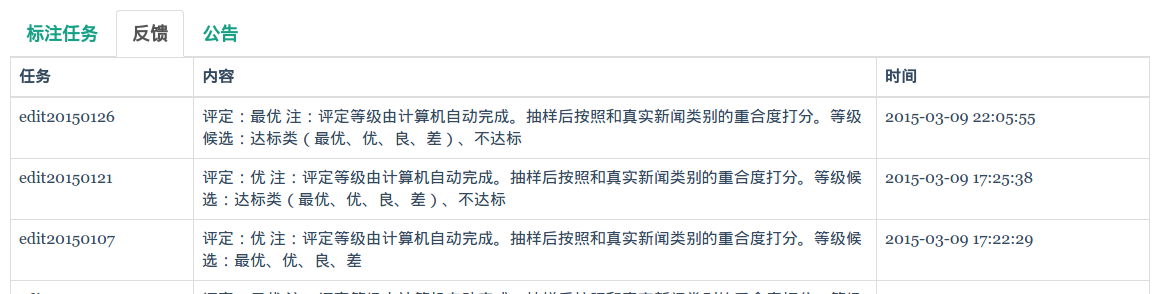 标注任务 反馈 公告
任务 内容 时间
edit20150126 评定：最优 注：评定等级由计算机自动完成。抽样后按照和真实新闻类别的重合度打分。等级 2015-03-09 22:05:55
候选：达标类（最优、优、良、差）、不达标
edit20150121 评定：优 注：评定等级由计算机自动完成。抽样后按照和真实新闻类别的重合度打分。等级候 2015-03-09 17:25:38
选：达标类（最优、优、良、差）、不达标
edit20150107 评定：优 注：评定等级由计算机自动完成。抽样后按照和真实新闻类别的重合度打分。等级候 2015-03-09 17:22:29
选：最优、优、良、差